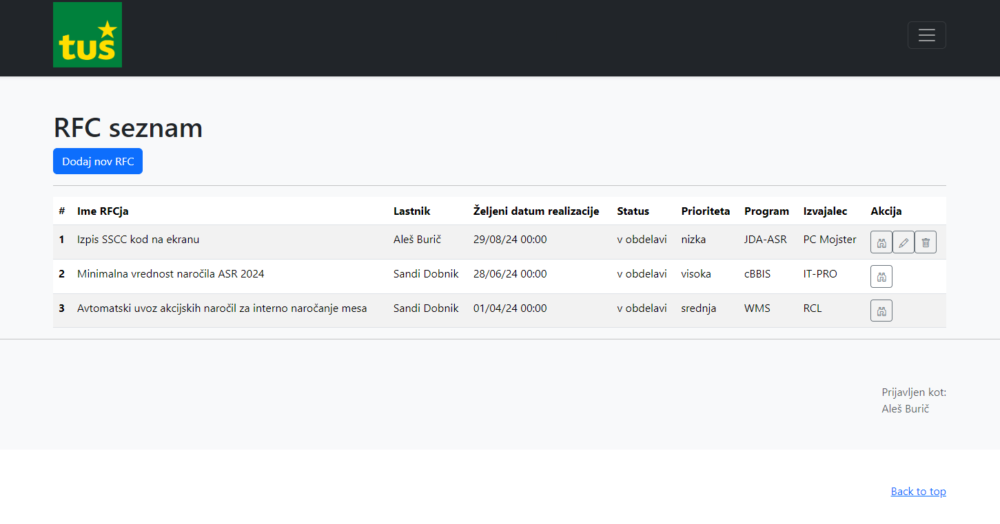 tuš
RFC seznam
Dodaj nov RFC
# Ime RFCja Lastnik Željeni datum realizacije Status Prioriteta Program Izvajalec Akcija
1 Izpis SSCC kod na ekranu Aleš Burič 29/08/24 00:00 v obdelavi nizka JDA-ASR PC Mojster
2 Minimalna vrednost naročila ASR 2024 Sandi Dobnik 28/06/24 00:00 v obdelavi visoka cBBIS IT-PRO
3 Avtomatski uvoz akcijskih naročil za interno naročanje mesa Sandi Dobnik 01/04/24 00:00 v obdelavi srednja WMS RCL
Prijavljen kot:
Aleš Burič
Back to top